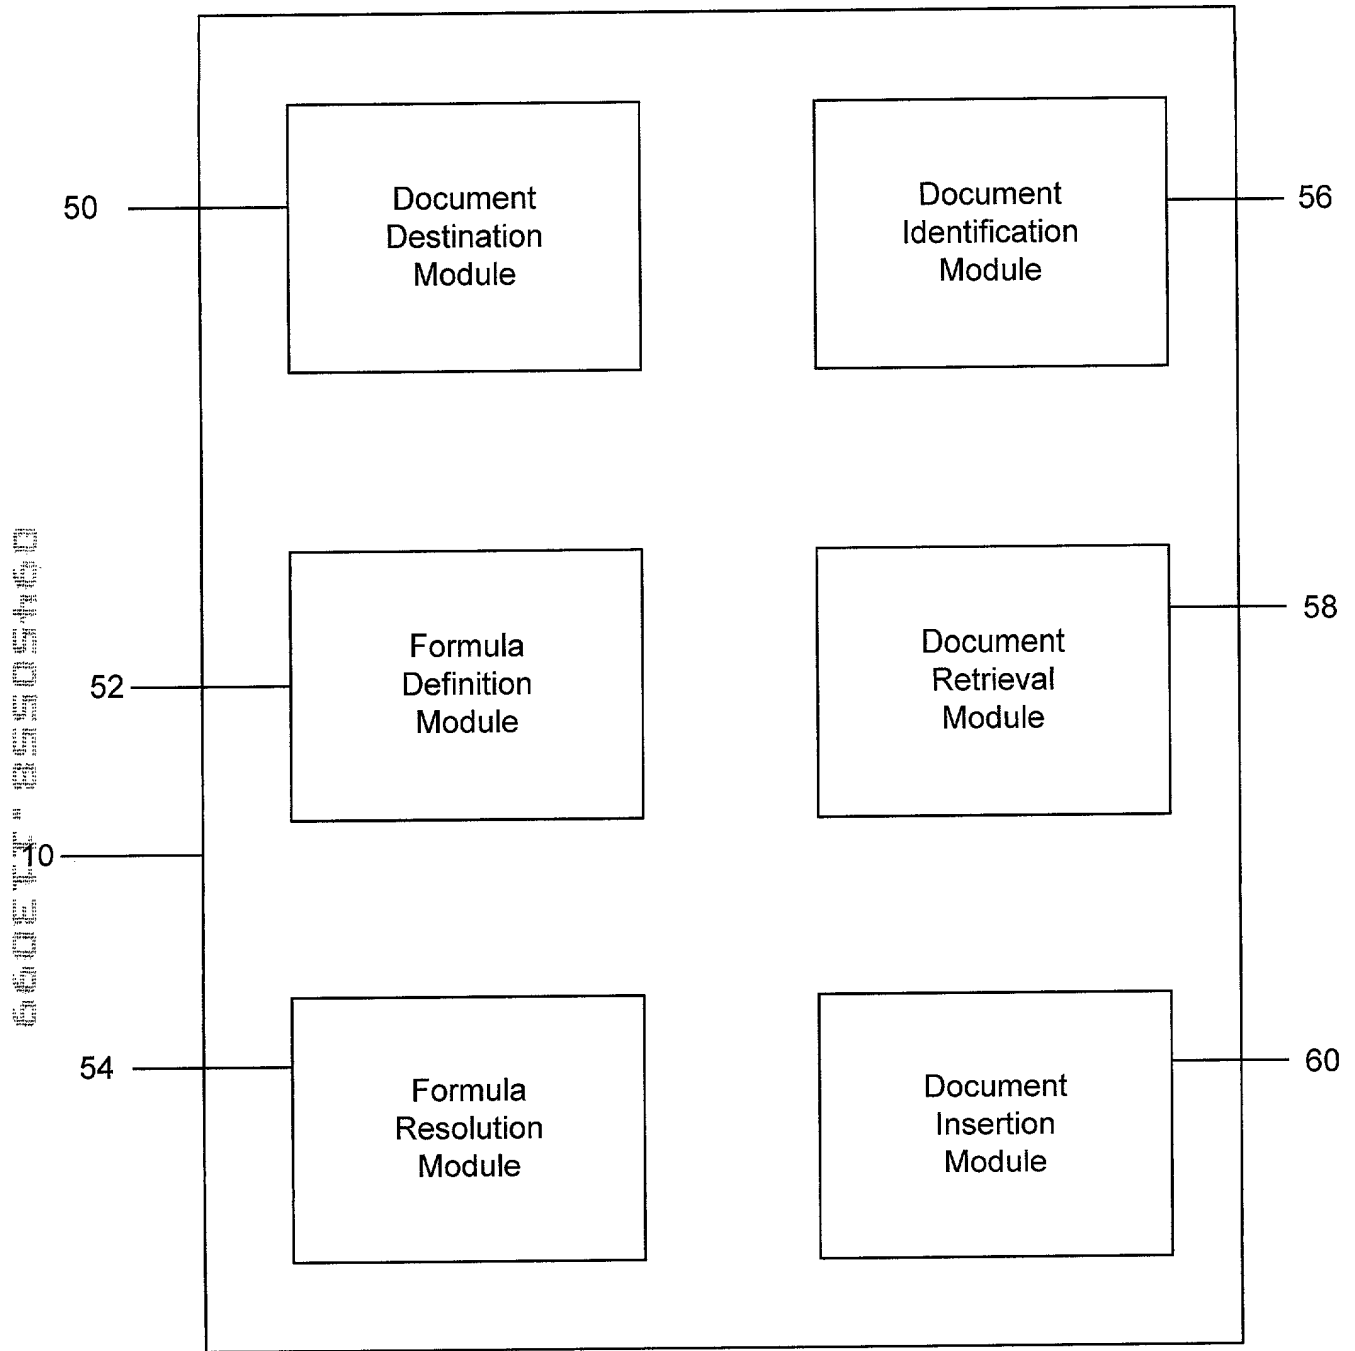 50
Document
Destination
Module
Document
Identification
Module
56
52
Formula
Definition
Module
Document
Retrieval
Module
58
10
54
Formula
Resolution
Module
Document
Insertion
Module
60